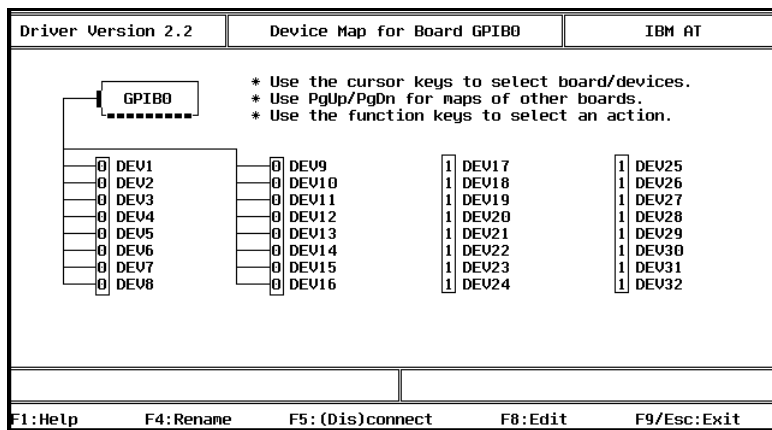 Driver Version 2.2 Device Map for Board GPIB0 IBM AT
* Use the cursor keys to select board/devices.
GPIB0 * Use PgUp/PgDn for maps of other boards.
* Use the function keys to select an action.
0 DEV1 0 DEV9 1 DEV17 1 DEV25
0 DEV2 0 DEV10 1 DEV18 1 DEV26
0 DEV3 0 DEV11 1 DEV19 1 DEV27
0 DEV4 0 DEV12 1 DEV20 1 DEV28
0 DEV5 0 DEV13 1 DEV21 1 DEV29
0 DEV6 0 DEV14 1 DEV22 1 DEV30
0 DEV7 0 DEV15 1 DEV23 1 DEV31
0 DEV8 0 DEV16 1 DEV24 1 DEV32
F1:Help F4:Rename F5:(Dis)connect F8:Edit F9/Esc:Exit